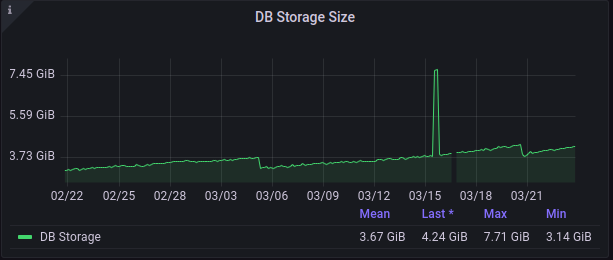 i
DB Storage Size
7.45 GiB
5.59 GiB
3.73 GiB
02/22 02/25 02/28 03/03 03/06 03/09 03/12 03/15 03/18 03/21
Mean Last * Max Min
DB Storage 3.67 GiB 4.24 GiB 7.71 GiB 3.14 GiB